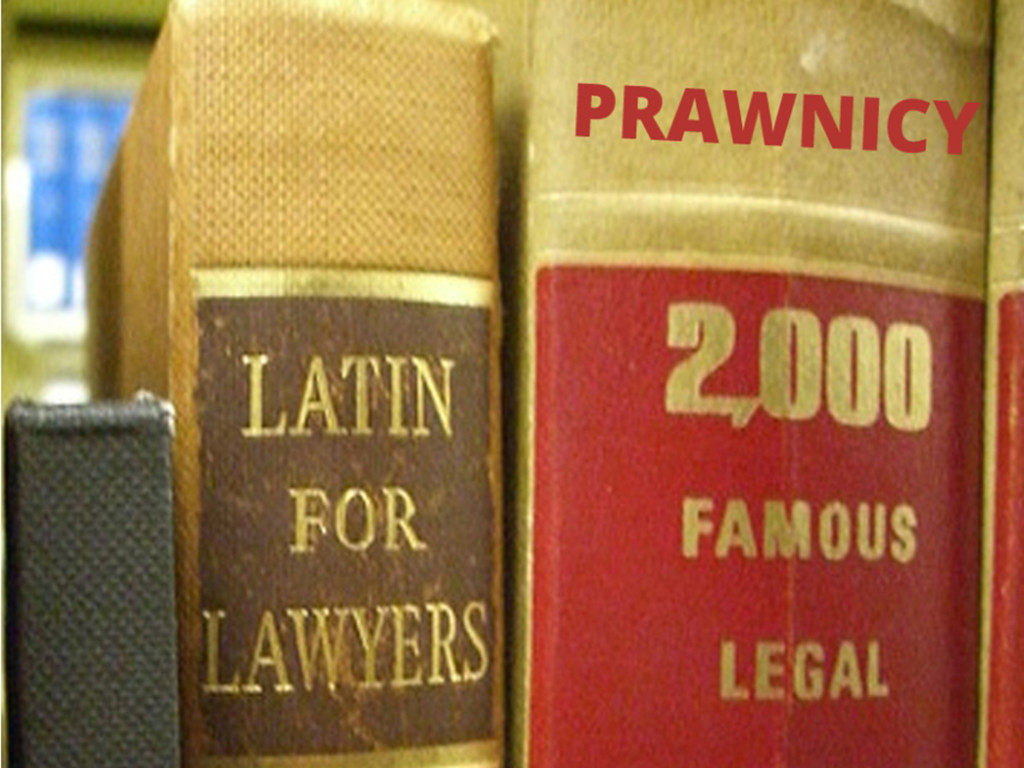 LATIN
FOR
LAWYERS
PRAWNICY
2,000
FAMOUS
LEGAL